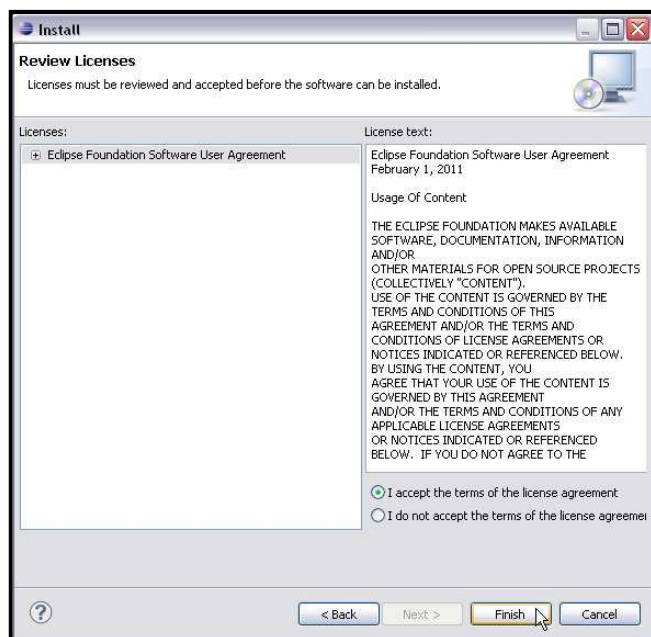 Install
Review Licenses
Licenses must be reviewed and accepted before the software can be installed.
Licenses:
Eclipse Foundation Software User Agreement
License text:
Eclipse Foundation Software User Agreement
February 1, 2011
Usage Of Content
THE ECLIPSE FOUNDATION MAKES AVAILABLE
SOFTWARE, DOCUMENTATION, INFORMATION
AND/OR
OTHER MATERIALS FOR OPEN SOURCE PROJECTS
(COLLECTIVELY "CONTENT").
USE OF THE CONTENT IS GOVERNED BY THE
TERMS AND CONDITIONS OF THIS
AGREEMENT AND/OR THE TERMS AND
CONDITIONS OF LICENSE AGREEMENTS OR
NOTICES INDICATED OR REFERENCED BELOW.
BY USING THE CONTENT, YOU
AGREE THAT YOUR USE OF THE CONTENT IS
GOVERNED BY THIS AGREEMENT
AND/OR THE TERMS AND CONDITIONS OF ANY
APPLICABLE LICENSE AGREEMENTS
OR NOTICES INDICATED OR REFERENCED
BELOW. IF YOU DO NOT AGREE TO THE
I accept the terms of the license agreement
I do not accept the terms of the license agreemen
?
< Back
Next >
Finish
Cancel